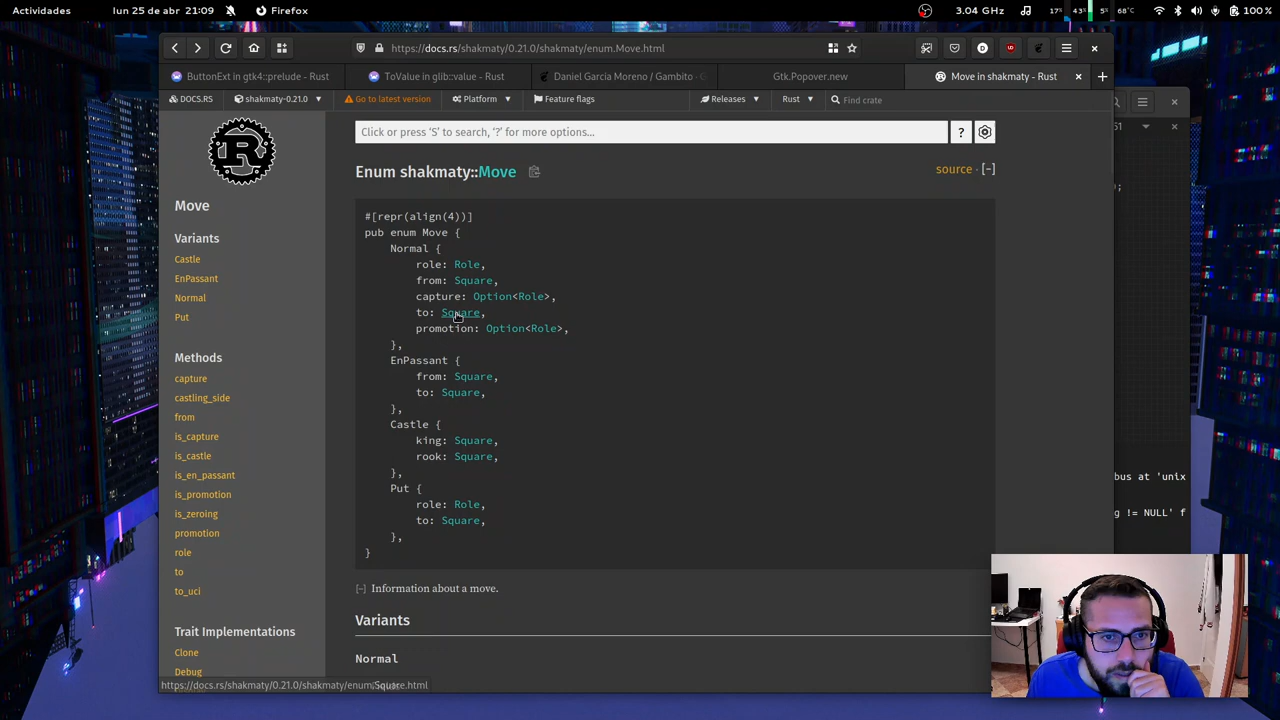 Actividades
lun 25 de abr 21:09
Firefox
3.04 GHz
17%
43%
5%
68°C
100 %
https://docs.rs/shakmaty/0.21.0/shakmaty/enum.Move.html
ButtonExt in gtk4::prelude - Rust
ToValue in glib::value - Rust
Daniel García Moreno / Gambito ·
Gtk.Popover.new
Move in shakmaty - Rust
DOCS.RS
shakmaty-0.21.0
Go to latest version
Platform
Feature flags
Releases
Rust
Find crate
Click or press ‘S’ to search, ‘?’ for more options…
?
Enum shakmaty::Move
source · [−]
Move
Variants
Castle
EnPassant
Normal
Put
Methods
capture
castling_side
from
is_capture
is_castle
is_en_passant
is_promotion
is_zeroing
promotion
role
to
to_uci
Trait Implementations
Clone
Debug
#[repr(align(4))]
pub enum Move {
Normal {
role: Role,
from: Square,
capture: Option<Role>,
to: Square,
promotion: Option<Role>,
},
EnPassant {
from: Square,
to: Square,
},
Castle {
king: Square,
rook: Square,
},
Put {
role: Role,
to: Square,
},
}
[−] Information about a move.
Variants
Normal
https://docs.rs/shakmaty/0.21.0/shakmaty/enum.Square.html
51
;
bus at 'unix
g != NULL' f